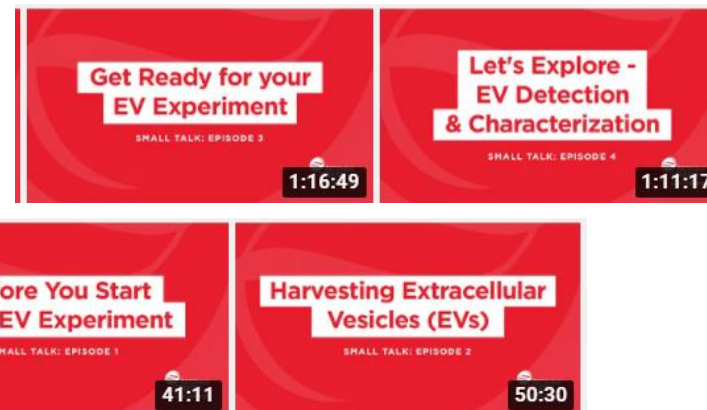 Get Ready for your
EV Experiment
SMALL TALK: EPISODE 3
1:16:49
Let's Explore -
EV Detection
& Characterization
SMALL TALK: EPISODE 4
1:11:17
ore You Start
EV Experiment
MALL TALK: EPISODE 1
41:11
Harvesting Extracellular
Vesicles (EVs)
SMALL TALK: EPISODE 2
50:30